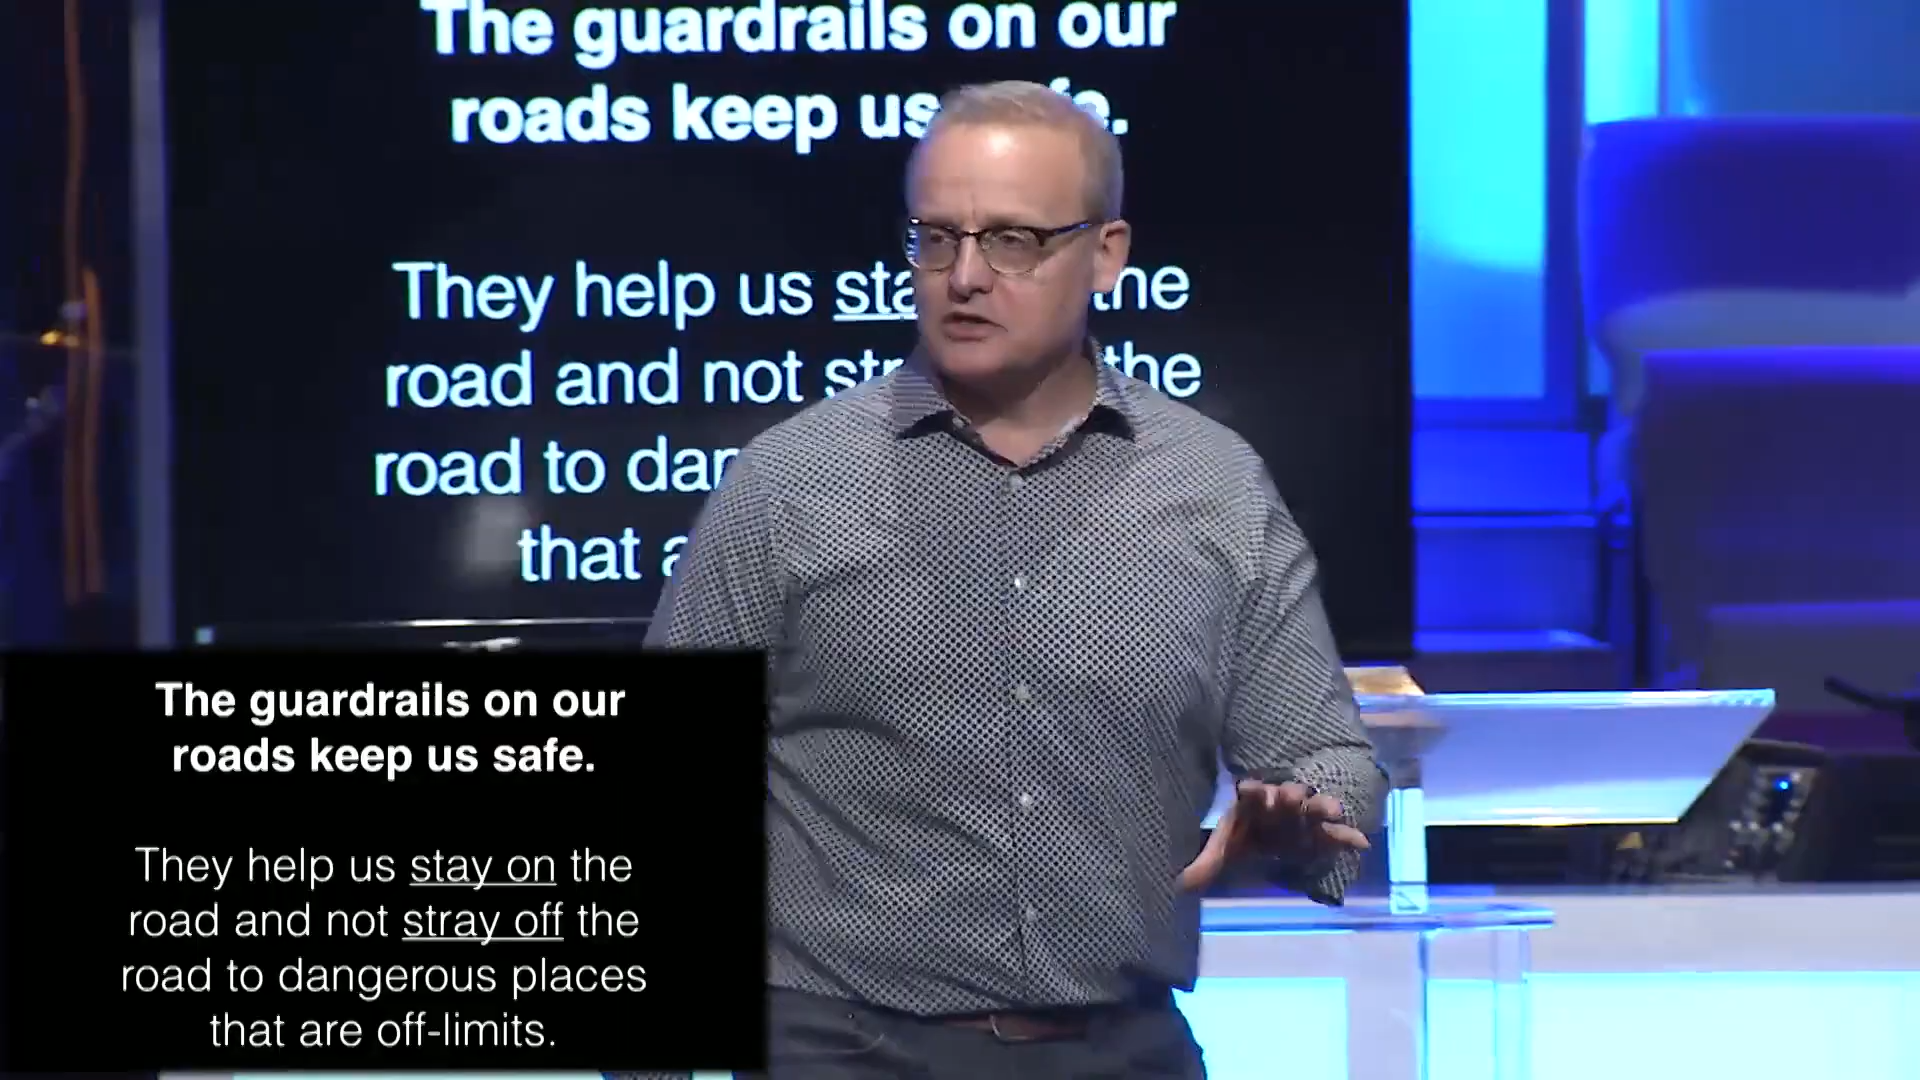 The guardrails on our
roads keep us
They help us
the
road and not
the
road to
that
The guardrails on our
roads keep us safe.
They help us stay on the
road and not stray off the
road to dangerous places
that are off-limits.